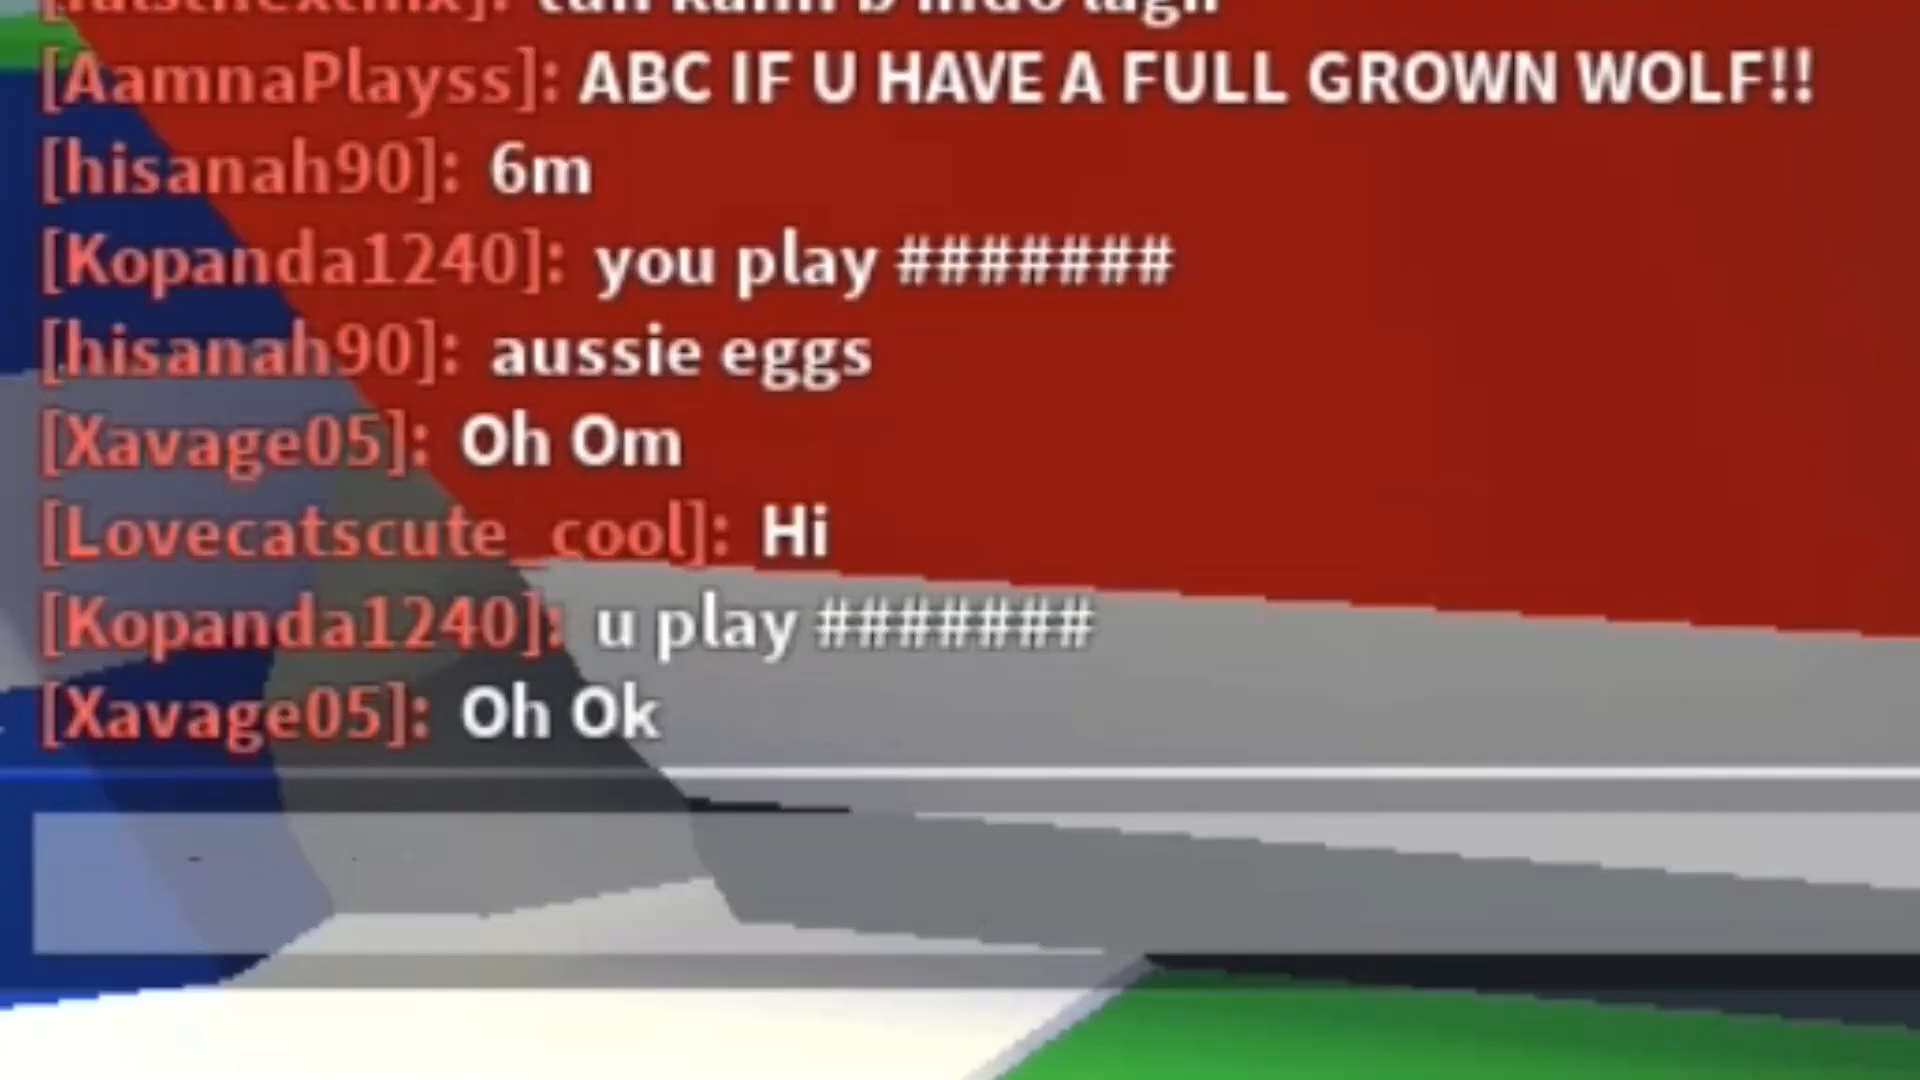 [AamnaPlayss]: ABC IF U HAVE A FULL GROWN WOLF!!
[hisanah90]: 6m
[Kopanda1240]: you play #######
[hisanah90]: aussie eggs
[Xavage05]: Oh Om
[Lovecatscute_cool]: Hi
[Kopanda1240]: u play #######
[Xavage05]: Oh Ok